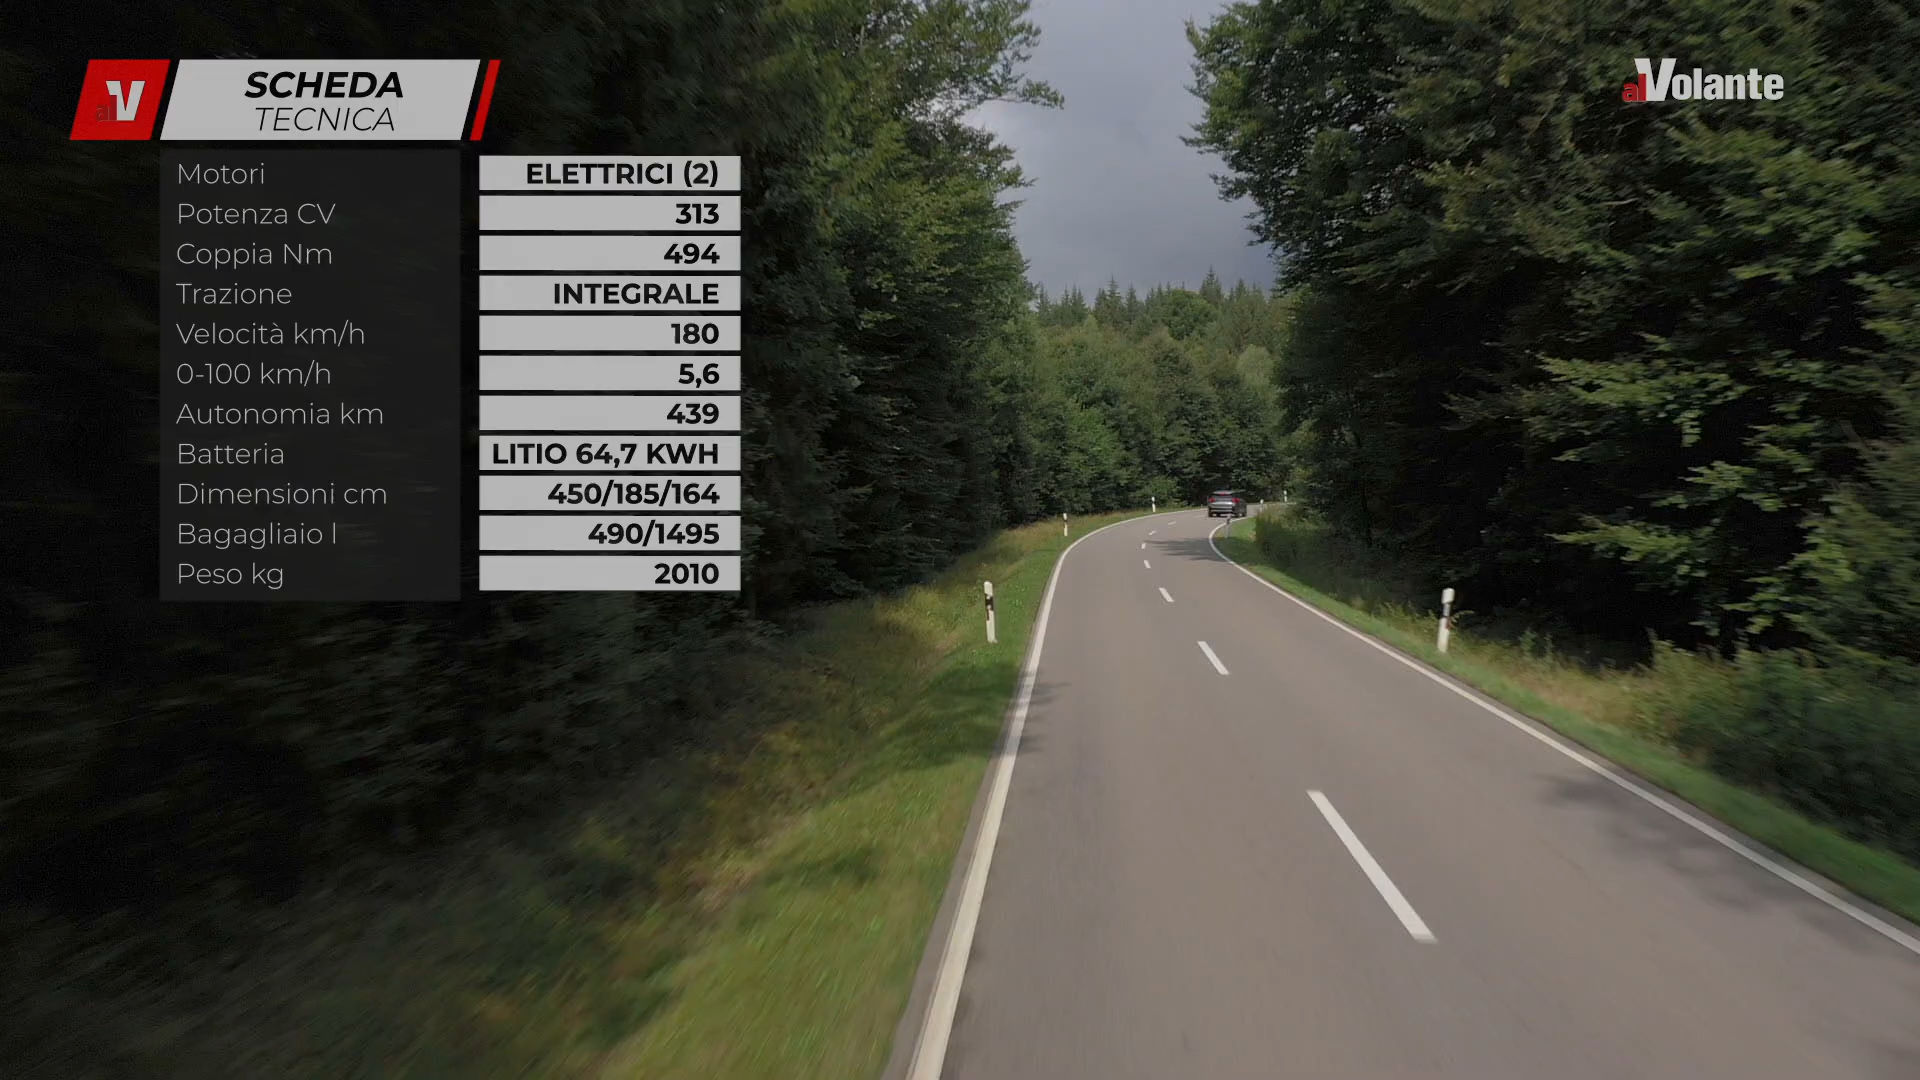 alV
SCHEDA
TECNICA
alVolante
Motori ELETTRICI (2)
Potenza CV 313
Coppia Nm 494
Trazione INTEGRALE
Velocità km/h 180
0-100 km/h 5,6
Autonomia km 439
Batteria LITIO 64,7 KWH
Dimensioni cm 450/185/164
Bagagliaio l 490/1495
Peso kg 2010